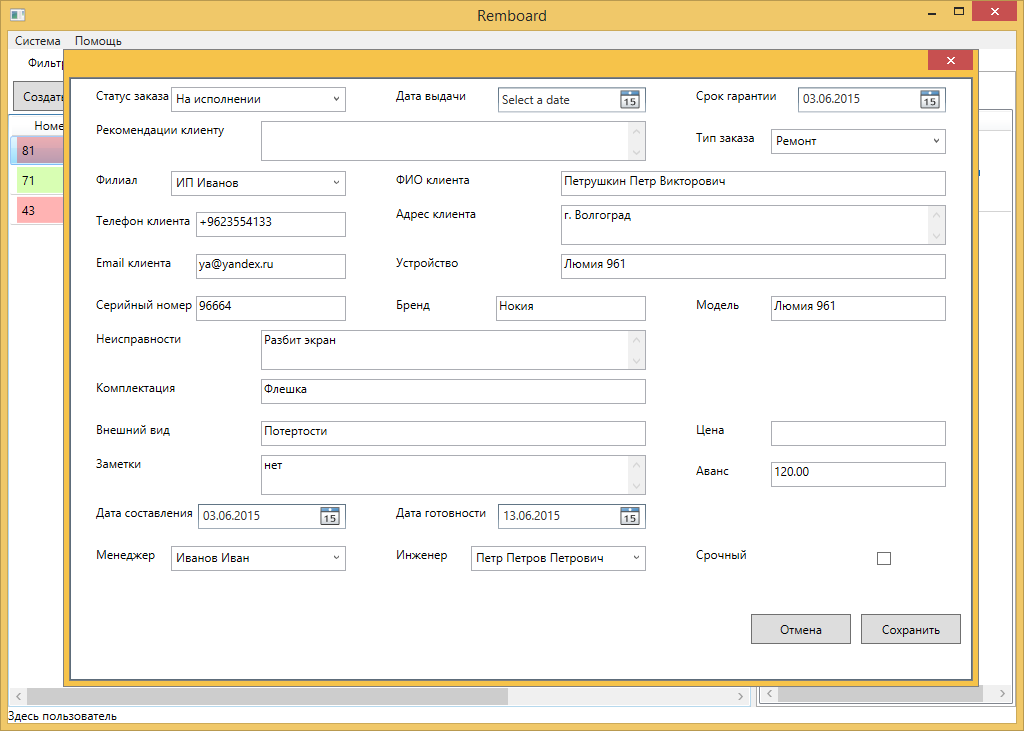 Remboard
Система Помощь
Фильт
Создать
Номе
81
71
43
Статус заказа На исполнении Дата выдачи Select a date 15 Срок гарантии 03.06.2015 15
Рекомендации клиенту Тип заказа Ремонт
Филиал ИП Иванов ФИО клиента Петрушкин Петр Викторович
Телефон клиента +9623554133 Адрес клиента г. Волгоград
Email клиента ya@yandex.ru Устройство Люмия 961
Серийный номер 96664 Бренд Нокия Модель Люмия 961
Неисправности Разбит экран
Комплектация Флешка
Внешний вид Потертости Цена
Заметки нет Аванс 120.00
Дата составления 03.06.2015 15 Дата готовности 13.06.2015 15
Менеджер Иванов Иван Инженер Петр Петров Петрович Срочный
Отмена Сохранить
Здесь пользователь